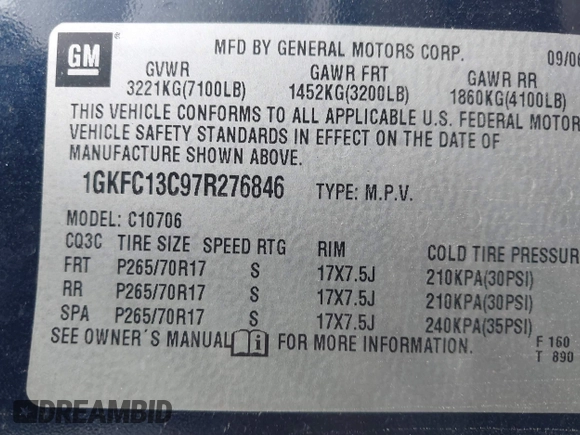 GM
MFD BY GENERAL MOTORS CORP. 09/06
GVWR GAWR FRT GAWR RR
3221KG(7100LB) 1452KG(3200LB) 1860KG(4100LB)
THIS VEHICLE CONFORMS TO ALL APPLICABLE U.S. FEDERAL MOTOR
VEHICLE SAFETY STANDARDS IN EFFECT ON THE DATE OF
MANUFACTURE SHOWN ABOVE.
1GKFC13C97R276846 TYPE: M.P.V.
MODEL: C10706
CQ3C TIRE SIZE SPEED RTG RIM COLD TIRE PRESSUR
FRT P265/70R17 S 17X7.5J 210KPA(30PSI)
RR P265/70R17 S 17X7.5J 210KPA(30PSI)
SPA P265/70R17 S 17X7.5J 240KPA(35PSI)
SEE OWNER'S MANUAL i FOR MORE INFORMATION.
F 160
T 890
DREAMBID